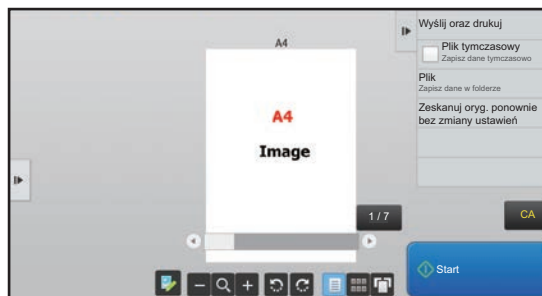 A4
A4
Image
1 / 7
Wyślij oraz drukuj
Plik tymczasowy
Zapisz dane tymczasowo
Plik
Zapisz dane w folderze
Zeskanuj oryg. ponownie
bez zmiany ustawień
CA
Start